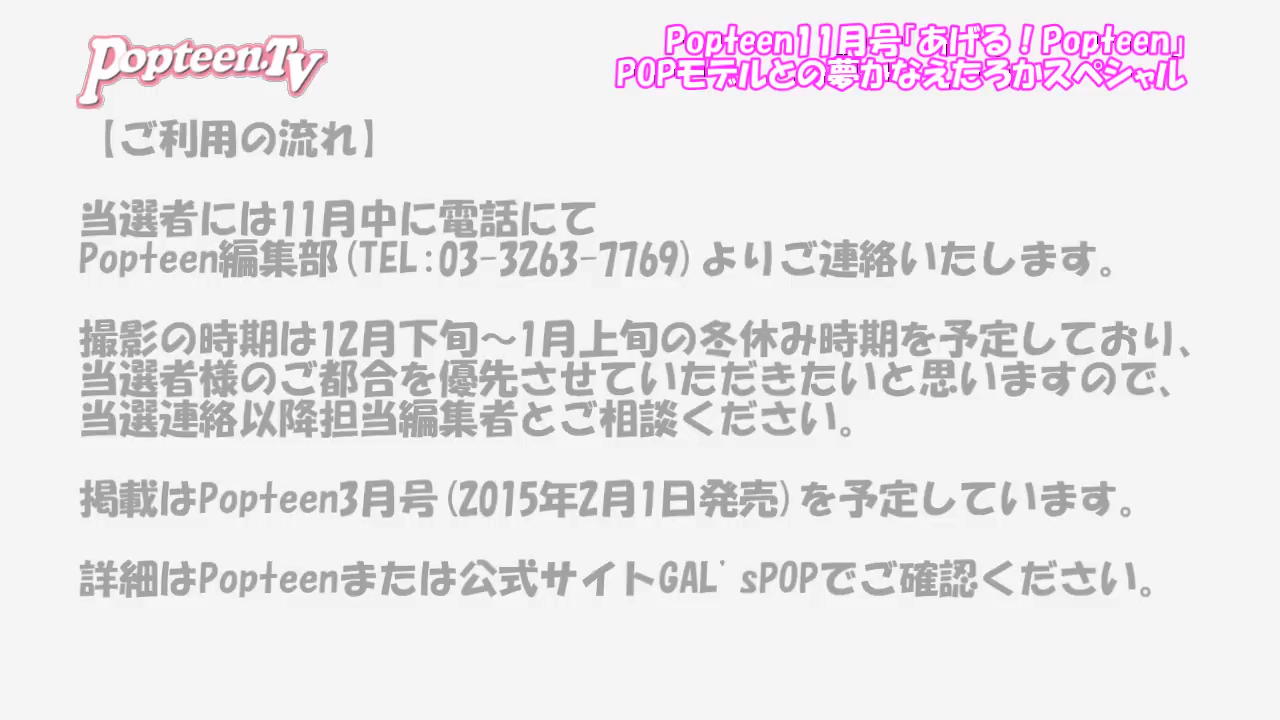 PopteenTV
Popteen11月号「あげる！Popteen」
POPモデルとの夢かなえたろかスペシャル
【ご利用の流れ】
当選者には11月中に電話にて
Popteen編集部(TEL:03-3263-7769)よりご連絡いたします。
撮影の時期は12月下旬～1月上旬の冬休み時期を予定しており、
当選者様のご都合を優先させていただきたいと思いますので、
当選連絡以降担当編集者とご相談ください。
掲載はPopteen3月号(2015年2月1日発売)を予定しています。
詳細はPopteenまたは公式サイトGAL'sPOPでご確認ください。